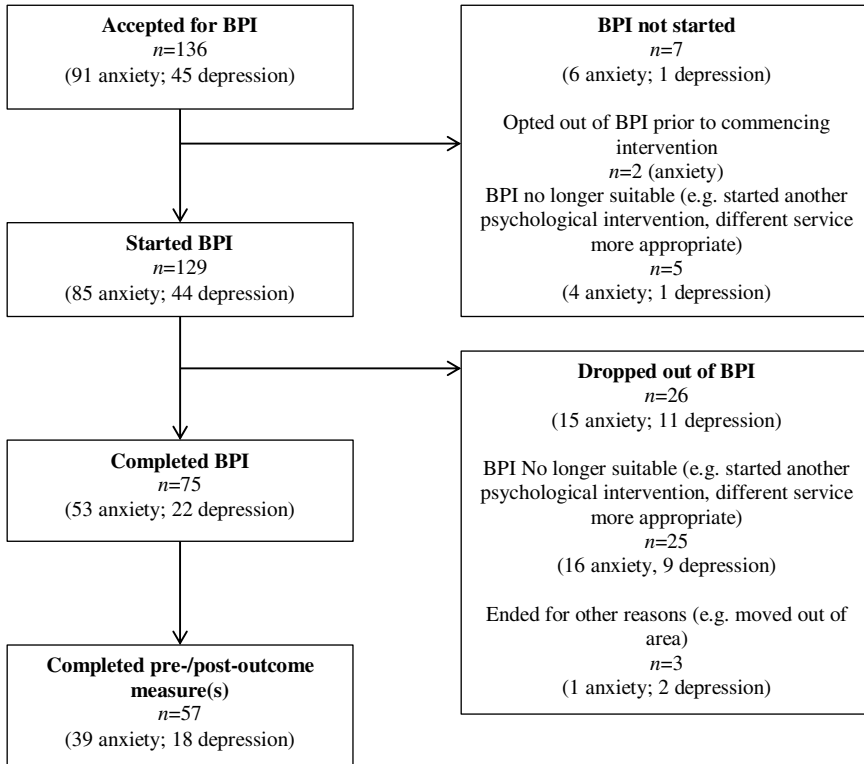 Accepted for BPI
n=136
(91 anxiety; 45 depression)
BPI not started
n=7
(6 anxiety; 1 depression)
Opted out of BPI prior to commencing
intervention
n=2 (anxiety)
BPI no longer suitable (e.g. started another
psychological intervention, different service
more appropriate)
n=5
(4 anxiety; 1 depression)
Started BPI
n=129
(85 anxiety; 44 depression)
Dropped out of BPI
n=26
(15 anxiety; 11 depression)
BPI No longer suitable (e.g. started another
psychological intervention, different service
more appropriate)
n=25
(16 anxiety, 9 depression)
Ended for other reasons (e.g. moved out of
area)
n=3
(1 anxiety; 2 depression)
Completed BPI
n=75
(53 anxiety; 22 depression)
Completed pre-/post-outcome
measure(s)
n=57
(39 anxiety; 18 depression)